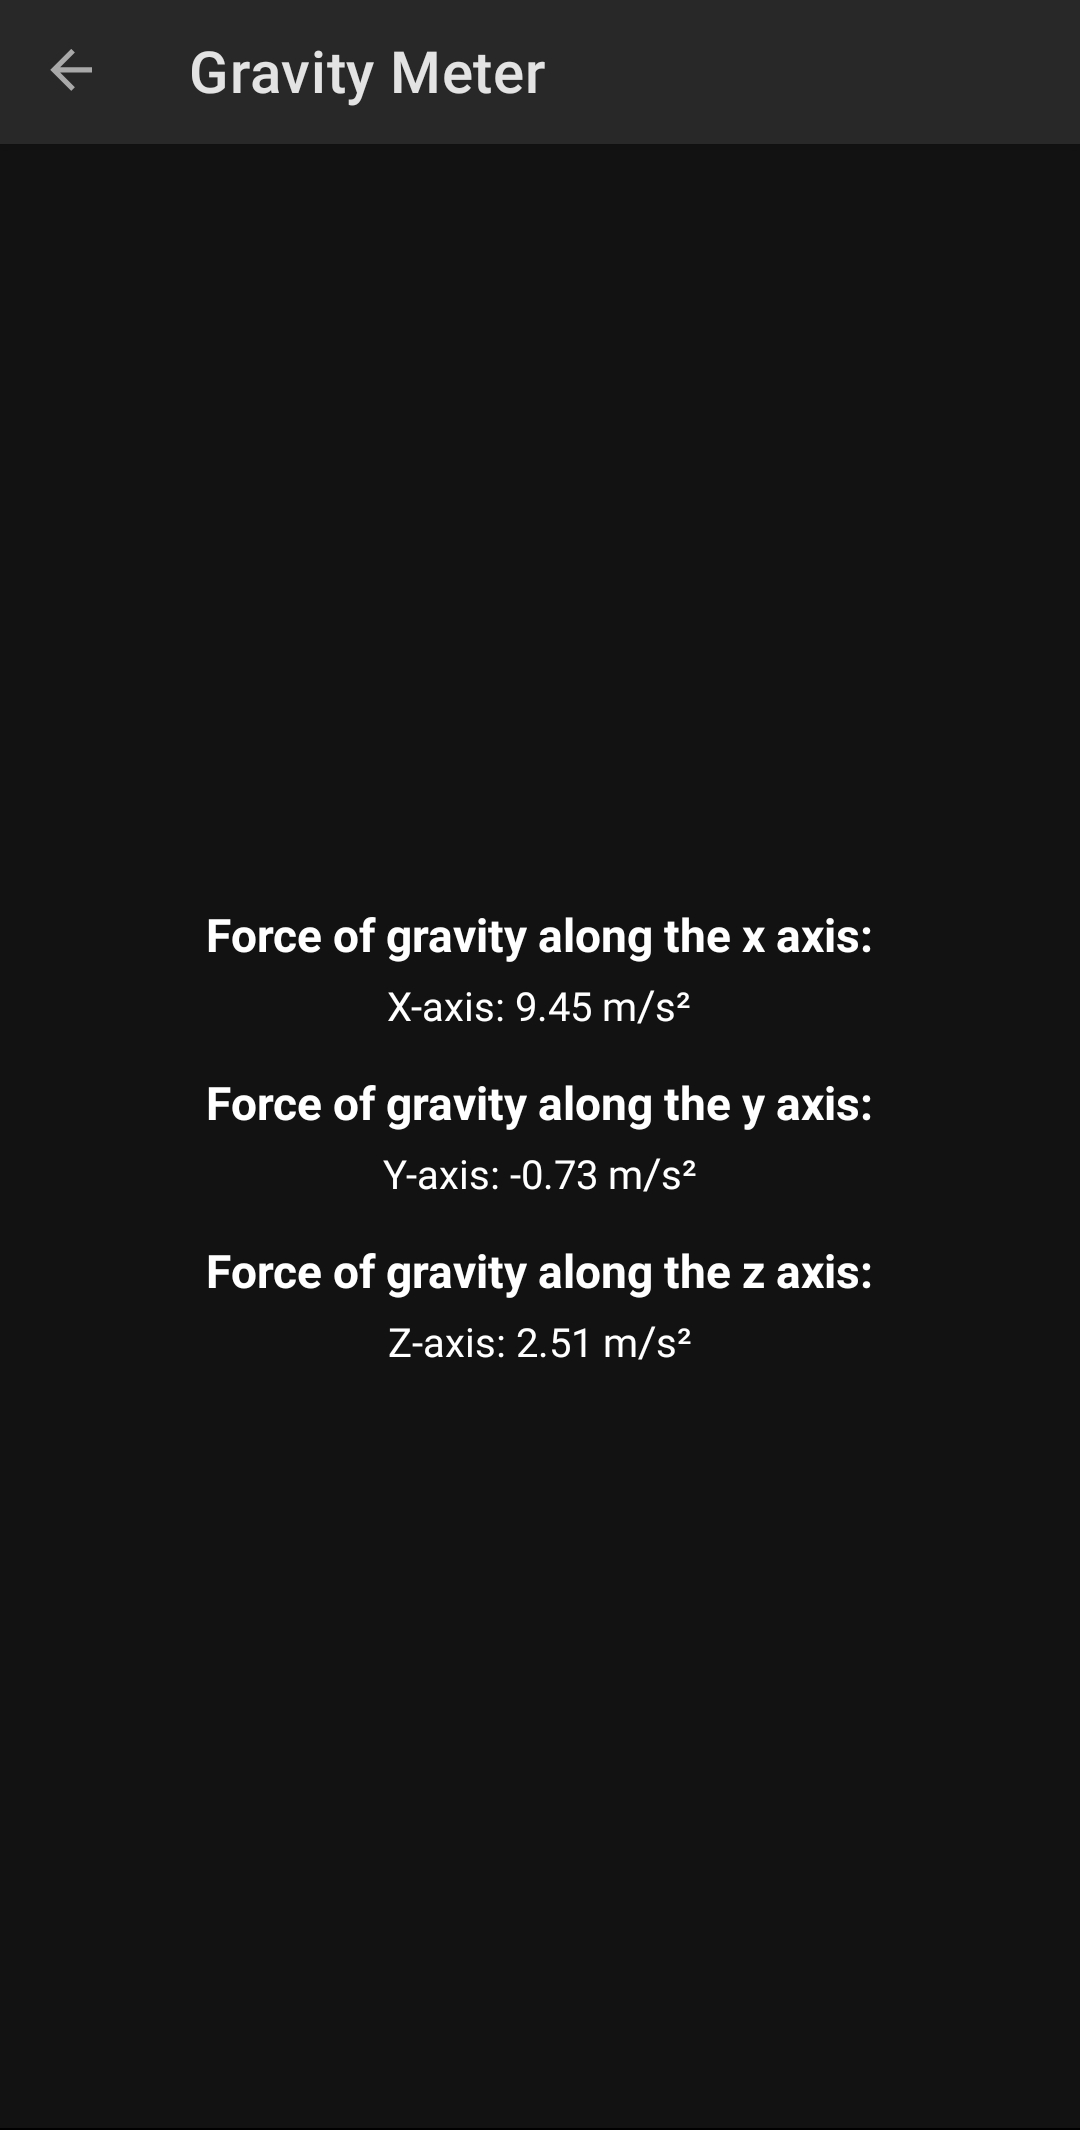 Gravity Meter
Force of gravity along the x axis:
X-axis: 9.45 m/s²
Force of gravity along the y axis:
Y-axis: -0.73 m/s²
Force of gravity along the z axis:
Z-axis: 2.51 m/s²